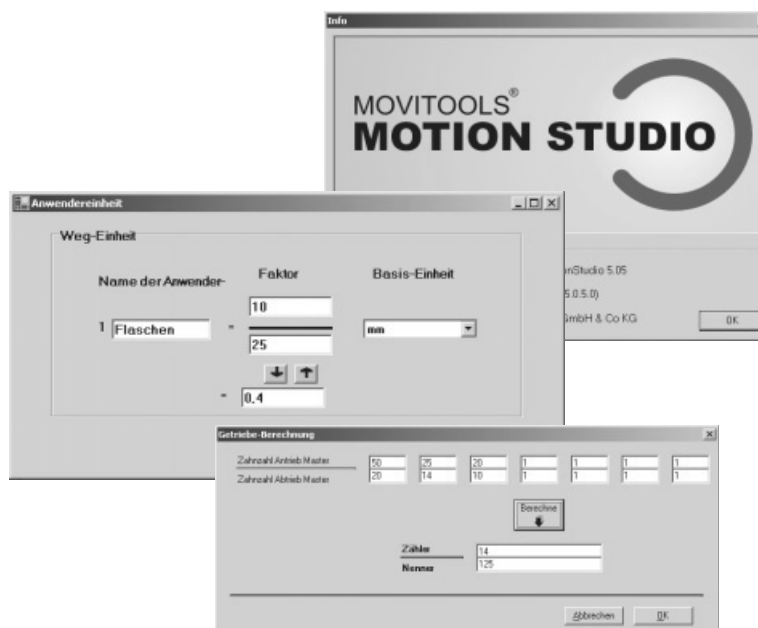 Info
MOVITOOLS®
MOTION STUDIO
onStudio 5.05
5.0.5.0)
GmbH & Co KG
OK
Anwendereinheit
Weg-Einheit
Name der Anwender-
Faktor
Basis-Einheit
1 Flaschen = 10 mm
25
= 0,4
Getriebe-Berechnung
Zahnzahl Antrieb Master 50 25 20 1 1 1 1
Zahnzahl Abtrieb Master 20 14 10 1 1 1 1
Berechne
Zähler 14
Nenner 125
Abbrechen OK